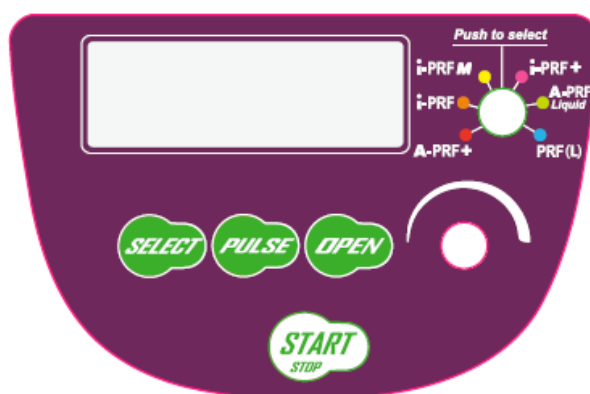 Push to select
i-PRF M
i-PRF +
i-PRF
A-PRF
Liquid
A-PRF +
PRF (L)
SELECT
PULSE
OPEN
START
STOP